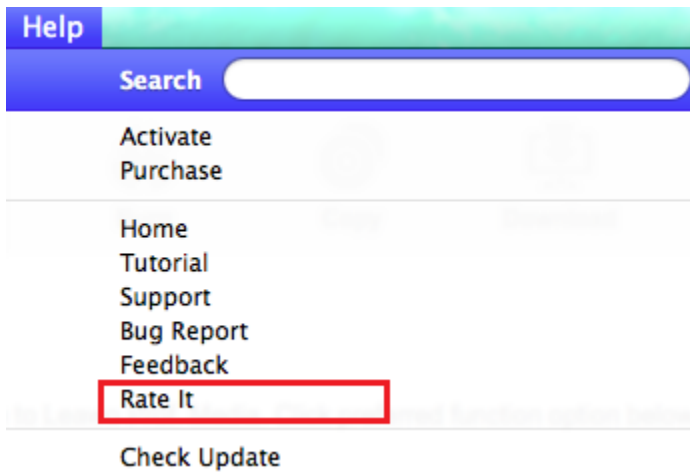 Help
Search
Activate
Purchase
Home
Tutorial
Support
Bug Report
Feedback
Rate It
Check Update